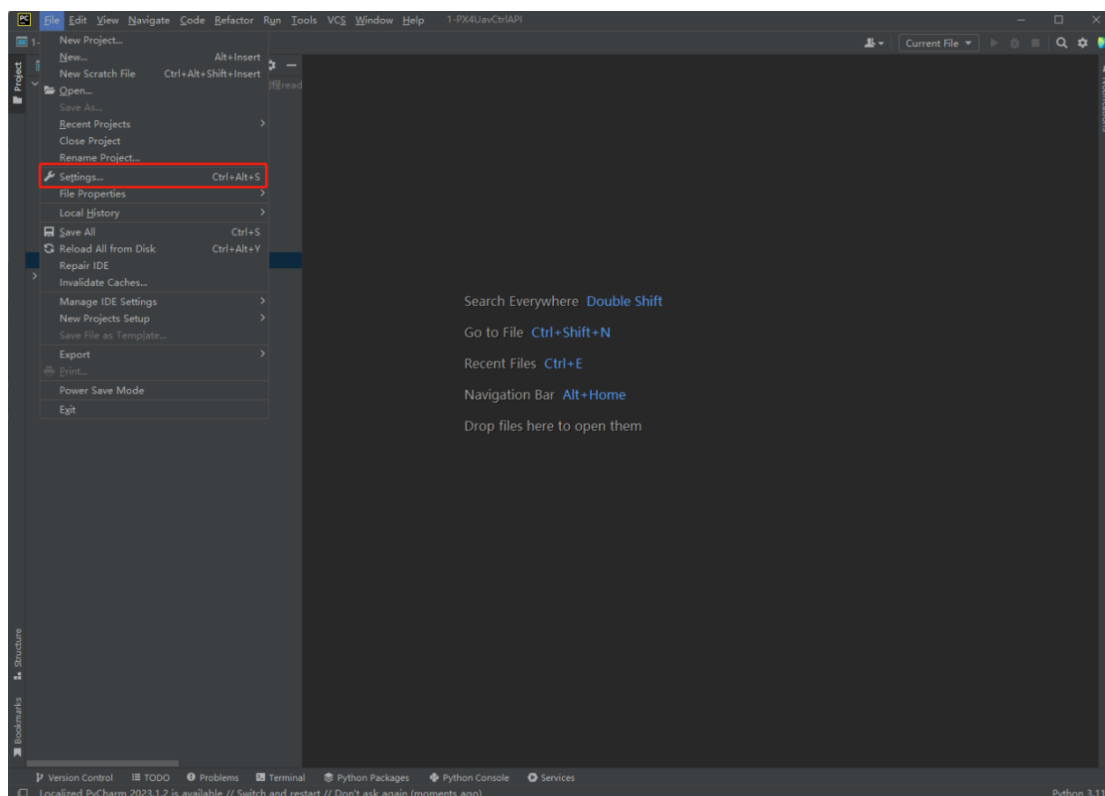 PC File Edit View Navigate Code Refactor Run Tools VCS Window Help 1-PX4UavCtrlAPI
1-
Current File
New Project...
New... Alt+Insert
New Scratch File Ctrl+Alt+Shift+Insert
程read
Open...
Save As...
Recent Projects
Close Project
Rename Project...
Settings... Ctrl+Alt+S
File Properties
Local History
Save All Ctrl+S
Reload All from Disk Ctrl+Alt+Y
Repair IDE
Invalidate Caches...
Manage IDE Settings
New Projects Setup
Save File as Template...
Export
Print...
Power Save Mode
Exit
Project
Search Everywhere Double Shift
Go to File Ctrl+Shift+N
Recent Files Ctrl+E
Navigation Bar Alt+Home
Drop files here to open them
Structure
Bookmarks
Version Control TODO Problems Terminal Python Packages Python Console Services
Localized PyCharm 2023.1.2 is available // Switch and restart // Don't ask again (moments ago)
Python 3.11